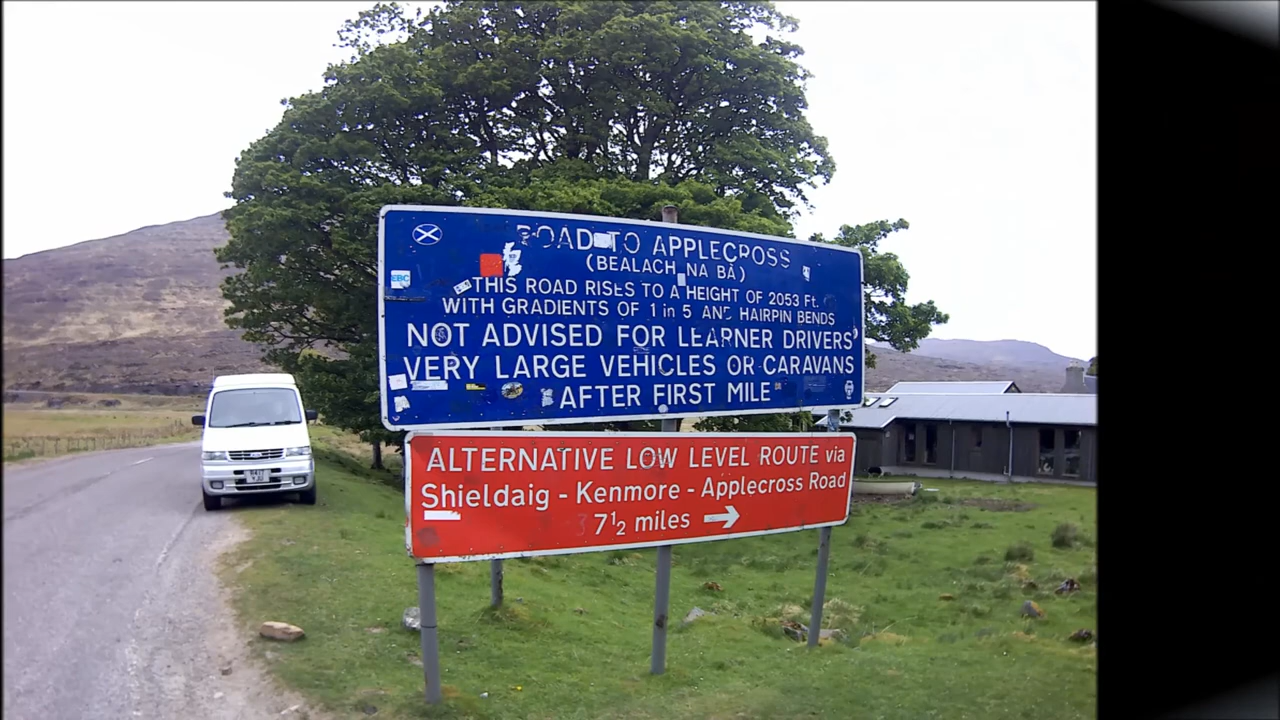 ROAD TO APPLECROSS
(BEALACH NA BÀ)
THIS ROAD RISES TO A HEIGHT OF 2053 Ft.
WITH GRADIENTS OF 1 in 5 AND HAIRPIN BENDS
NOT ADVISED FOR LEARNER DRIVERS
VERY LARGE VEHICLES OR CARAVANS
AFTER FIRST MILE
EBC
ALTERNATIVE LOW LEVEL ROUTE via
Shieldaig - Kenmore - Applecross Road
7½ miles →